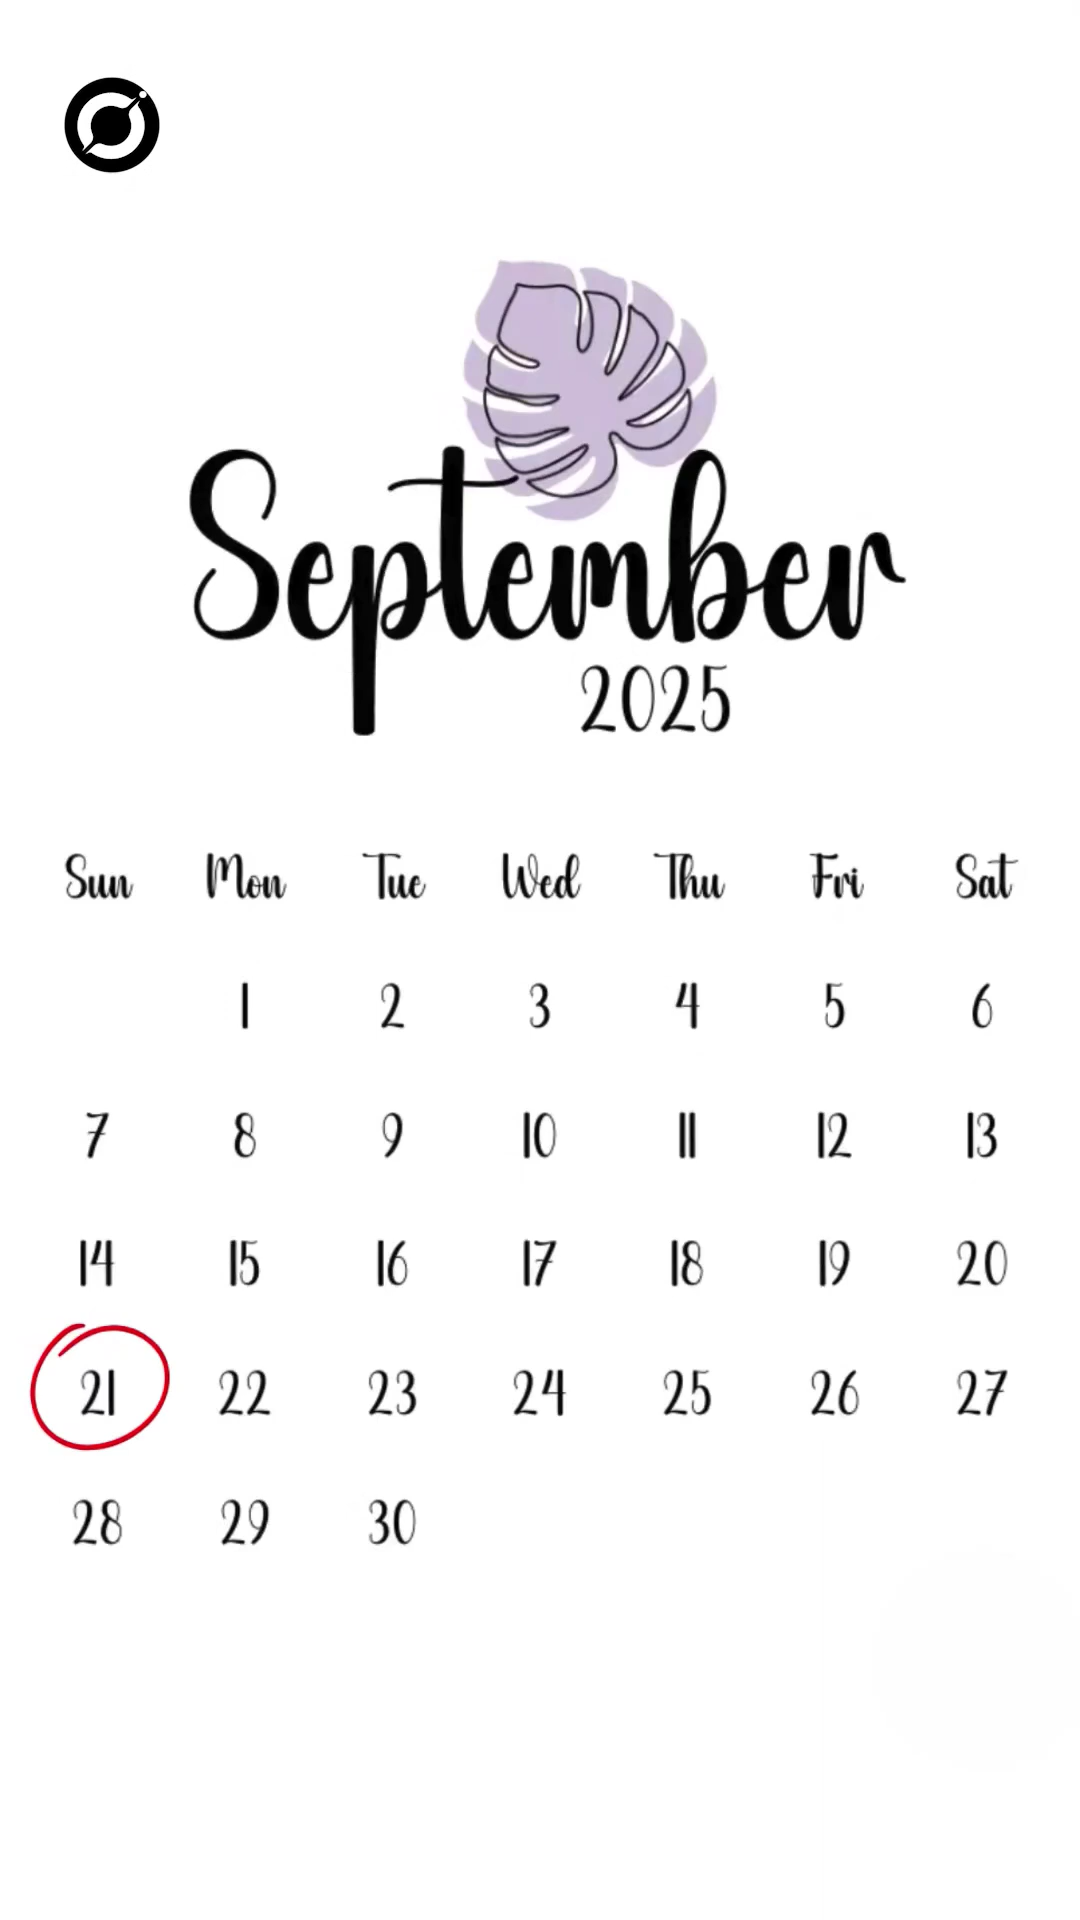 September
2025
Sun Mon Tue Wed Thu Fri Sat
1 2 3 4 5 6
7 8 9 10 11 12 13
14 15 16 17 18 19 20
21 22 23 24 25 26 27
28 29 30